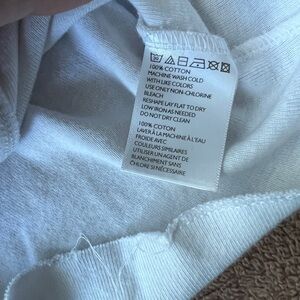 100% COTTON
MACHINE WASH COLD
WITH LIKE COLORS
USE ONLY NON-CHLORINE
BLEACH
RESHAPE LAY FLAT TO DRY
LOW IRON AS NEEDED
DO NOT DRY CLEAN
100% COTON
LAVER À LA MACHINE À L'EAU
FROIDE AVEC
COULEURS SIMILAIRES
UTILISER UN AGENT DE
BLANCHIMENT SANS
CHLORE SI NÉCESSAIRE